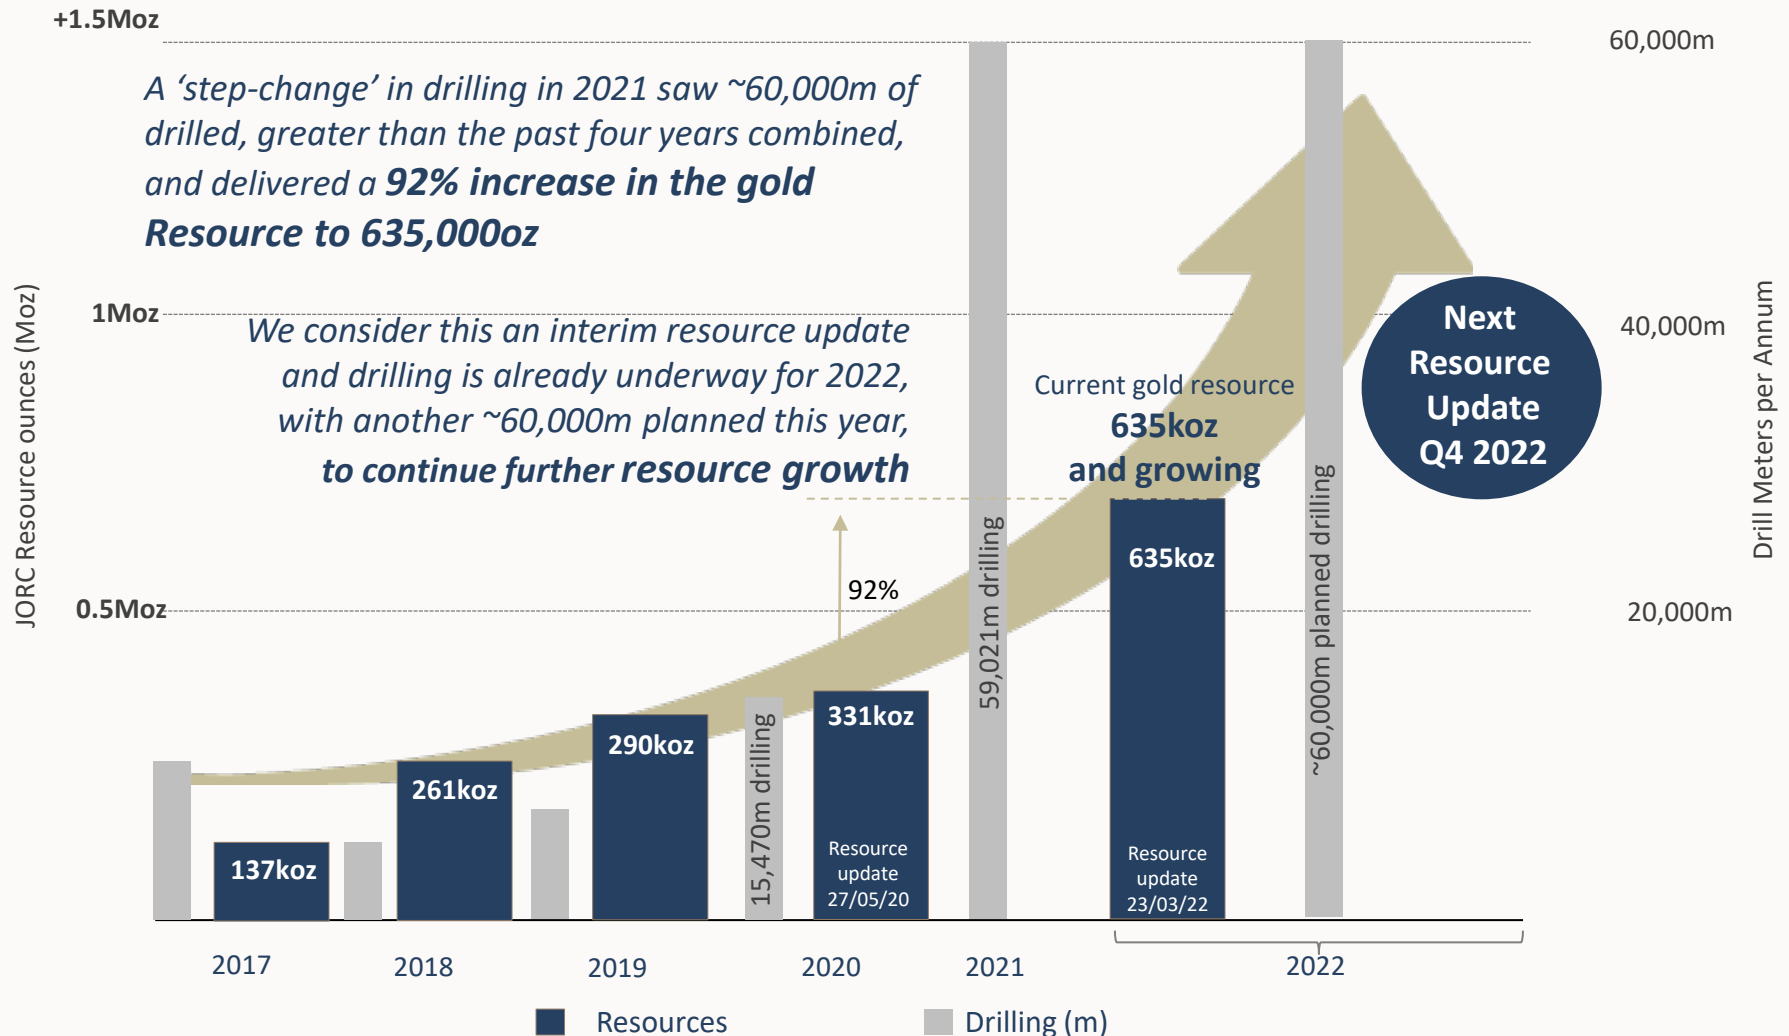 +1.5Moz
60,000m
A ‘step-change’ in drilling in 2021 saw ~60,000m of
drilled, greater than the past four years combined,
and delivered a 92% increase in the gold
Resource to 635,000oz
1Moz
40,000m
We consider this an interim resource update
and drilling is already underway for 2022,
with another ~60,000m planned this year,
to continue further resource growth
Current gold resource
635koz
and growing
Next
Resource
Update
Q4 2022
JORC Resource ounces (Moz)
Drill Meters per Annum
0.5Moz
20,000m
92%
137koz
261koz
290koz
15,470m drilling
331koz
Resource
update
27/05/20
59,021m drilling
635koz
Resource
update
23/03/22
~60,000m planned drilling
2017
2018
2019
2020
2021
2022
Resources
Drilling (m)